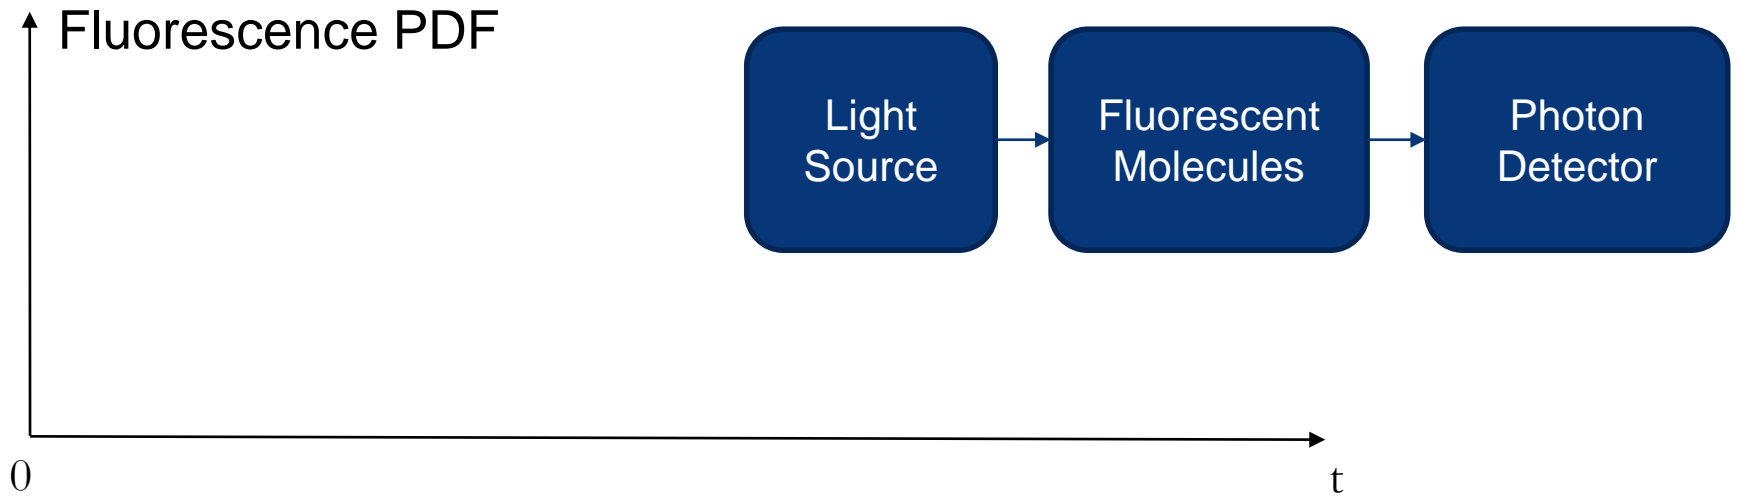 Fluorescence PDF
Light
Source
Fluorescent
Molecules
Photon
Detector
0
t